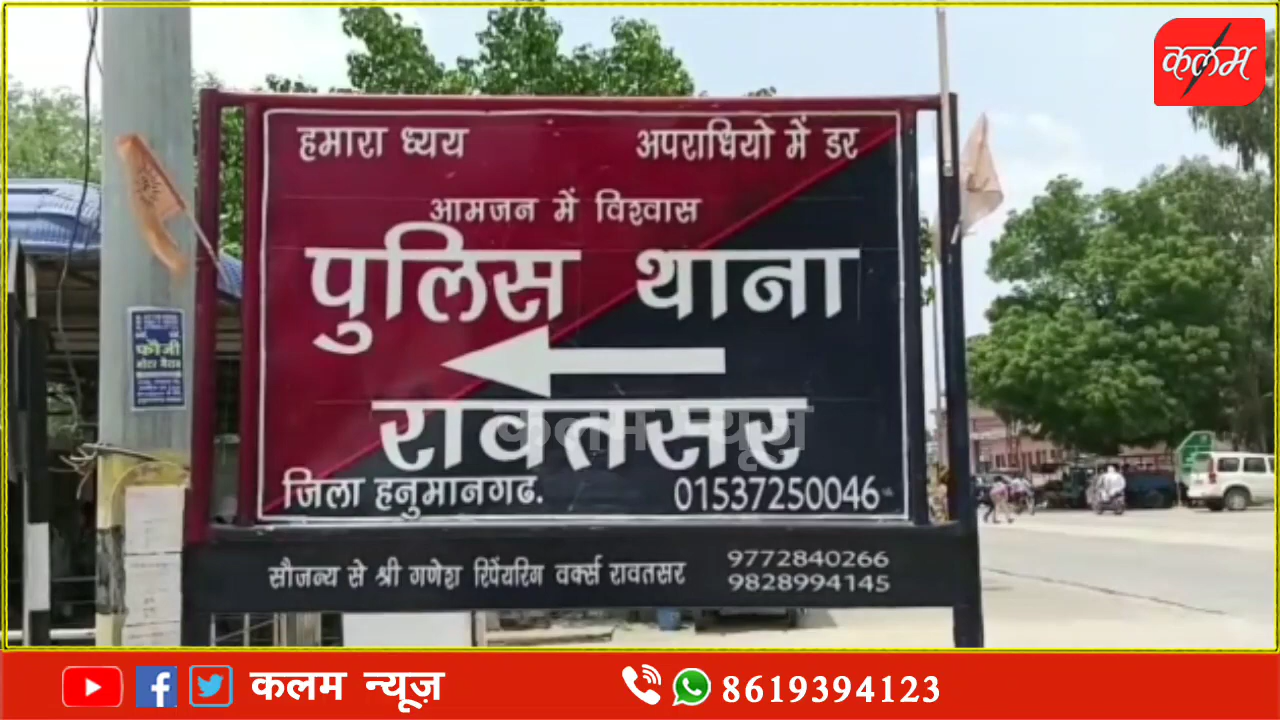 कलम
हमारा ध्यय अपराधियो में डर
आमजन में विश्वास
पुलिस थाना
रावतसर
कलम न्यूज़
जिला हनुमानगढ. 01537250046
सौजन्य से श्री गणेश रिपेंयरिग वर्क्स रावतसर 9772840266
9828994145
फौजी
कलम न्यूज़ 8619394123